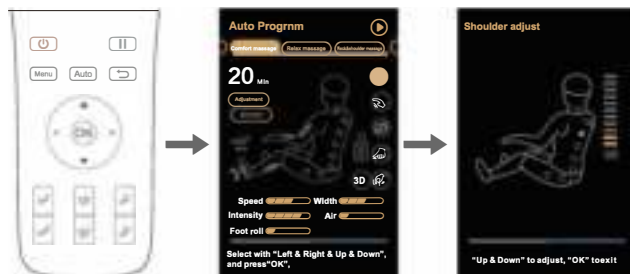 Menu
Auto
OK
Auto Prognm
Comfort massage
Relax massage
20 Min
Adjustment
3D
Speed
Width
Intensity
Air
Foot roll
Select with "Left & Right & Up & Down",
and press"OK",
Shoulder adjust
"Up & Down" to adjust, "OK" toexit